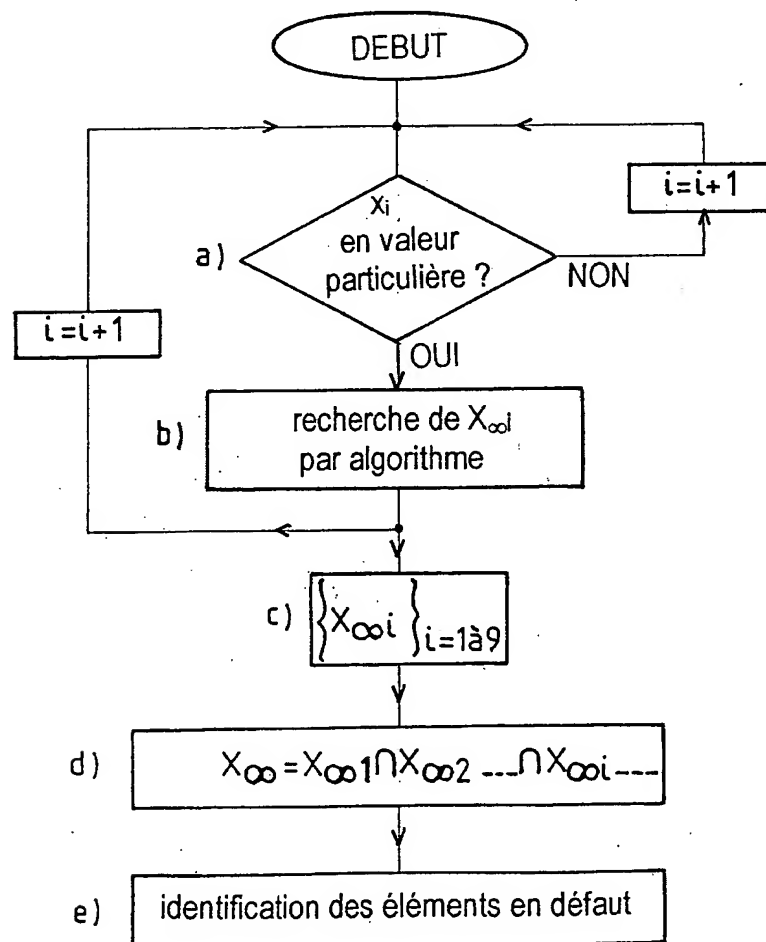 DÉBUT
i=i+1
Xi
en valeur
particulière ?
a)
NON
i=i+1
OUI
b)
recherche de X∞i
par algorithme
c)
{X∞i}i=1à9
d)
X∞=X∞1∩X∞2 ---∩X∞i----
e)
identification des éléments en défaut